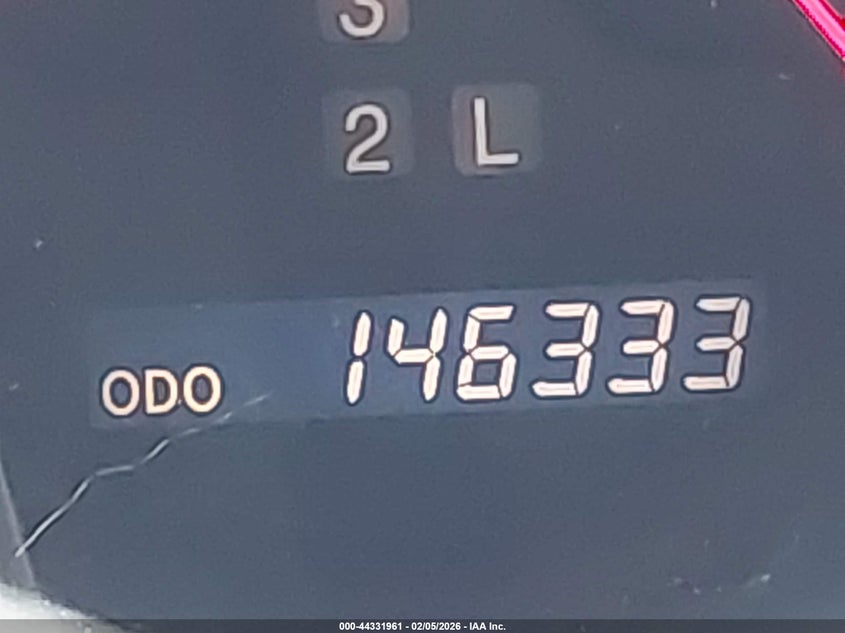 3
2 L
ODO 146333
000-44331961 - 02/05/2026 - IAA Inc.